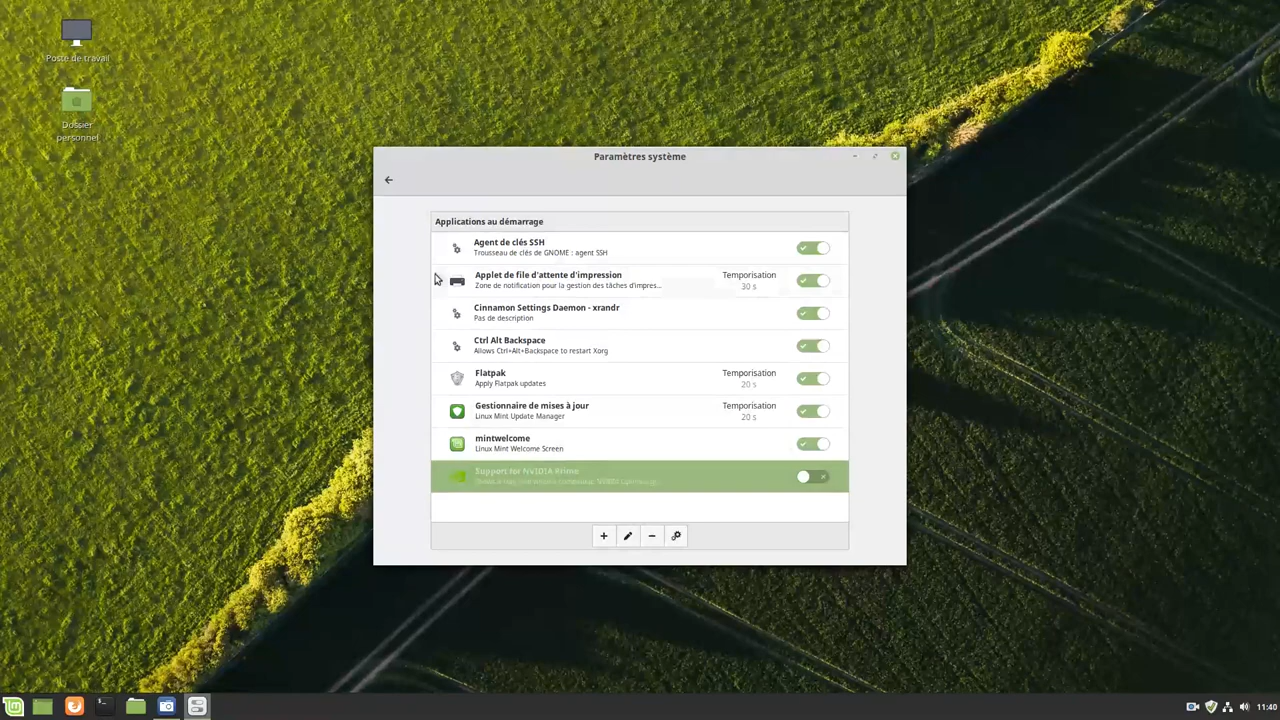 Poste de travail
Dossier
personnel
Paramètres système
Applications au démarrage
Agent de clés SSH
Trousseau de clés de GNOME : agent SSH
Applet de file d'attente d'impression
Zone de notification pour la gestion des tâches d'impres...
Temporisation
30 s
Cinnamon Settings Daemon - xrandr
Pas de description
Ctrl Alt Backspace
Allows Ctrl+Alt+Backspace to restart Xorg
Flatpak
Apply Flatpak updates
Temporisation
20 s
Gestionnaire de mises à jour
Linux Mint Update Manager
Temporisation
20 s
mintwelcome
Linux Mint Welcome Screen
Support for NVIDIA Prime
11:40